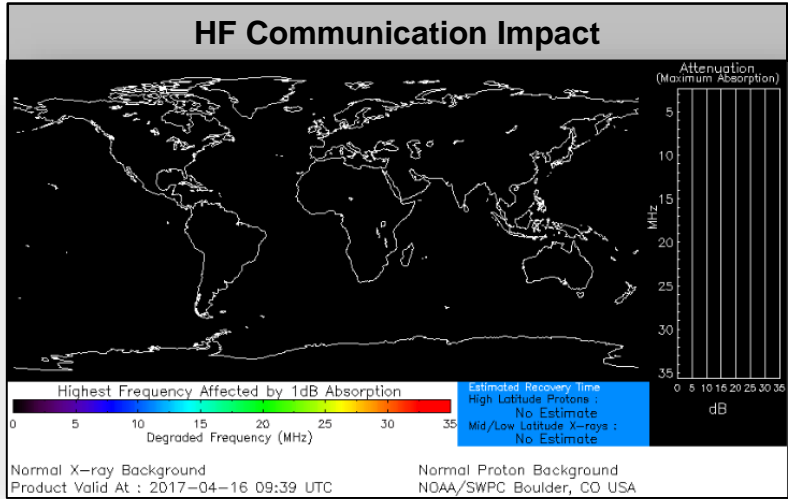 HF Communication Impact
Attenuation
(Maximum Absorption)
5
10
15
20
25
30
35
MHz
0 5 10 15 20 25 30 35
dB
Highest Frequency Affected by 1dB Absorption
0 5 10 15 20 25 30 35
Degraded Frequency (MHz)
Estimated Recovery Time
High Latitude Protons :
No Estimate
Mid/Low Latitude X-rays :
No Estimate
Normal X-ray Background
Product Valid At : 2017-04-16 09:39 UTC
Normal Proton Background
NOAA/SWPC Boulder, CO USA